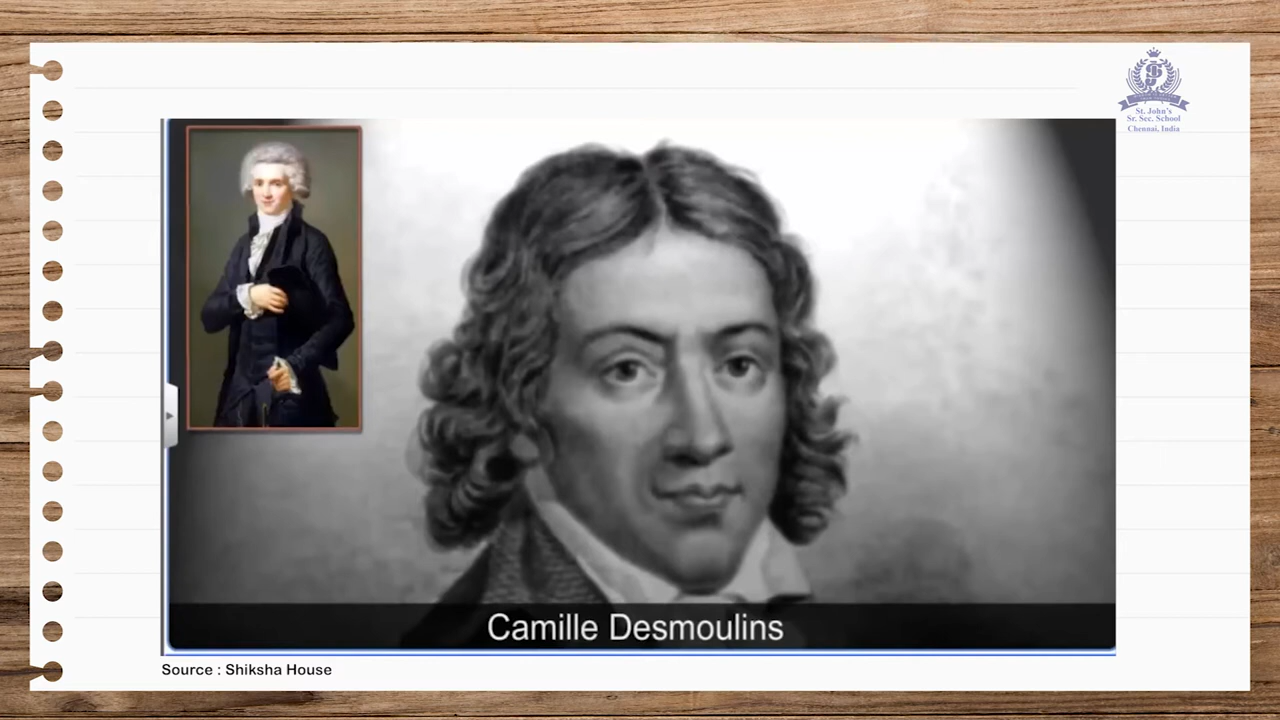 St. John's
Sr. Sec. School
Chennai, India
Camille Desmoulins
Source : Shiksha House